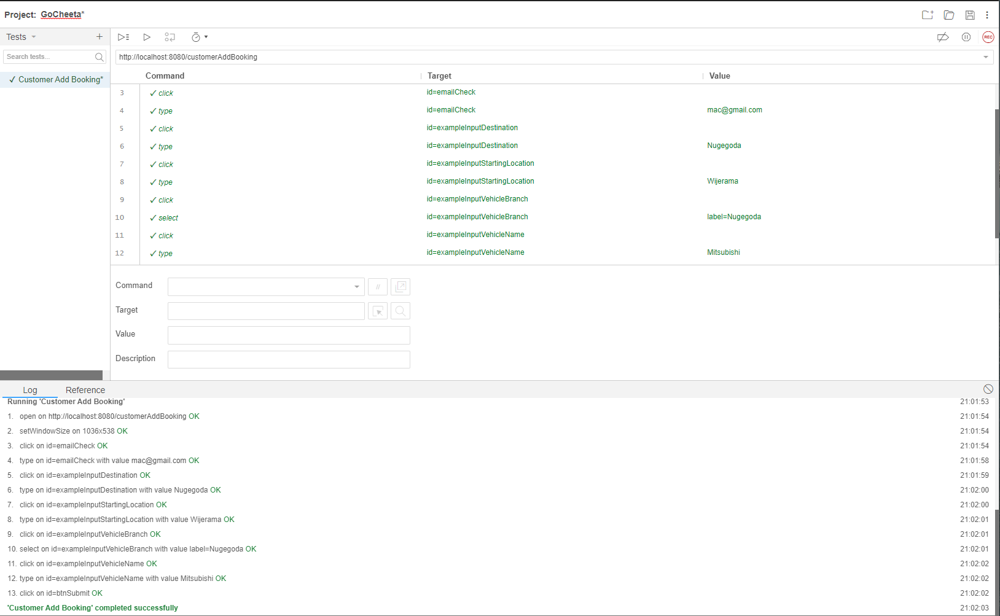 Project: GoCheeta*
Tests
Search tests...
Customer Add Booking*
REC
http://localhost:8080/customerAddBooking
Command Target Value
3 click id=emailCheck
4 type id=emailCheck mac@gmail.com
5 click id=exampleInputDestination
6 type id=exampleInputDestination Nugegoda
7 click id=exampleInputStartingLocation
8 type id=exampleInputStartingLocation Wijerama
9 click id=exampleInputVehicleBranch
10 select id=exampleInputVehicleBranch label=Nugegoda
11 click id=exampleInputVehicleName
12 type id=exampleInputVehicleName Mitsubishi
Command //
Target
Value
Description
Log Reference
Running 'Customer Add Booking' 21:01:53
1. open on http://localhost:8080/customerAddBooking OK 21:01:54
2. setWindowSize on 1036x538 OK 21:01:54
3. click on id=emailCheck OK 21:01:54
4. type on id=emailCheck with value mac@gmail.com OK 21:01:58
5. click on id=exampleInputDestination OK 21:01:59
6. type on id=exampleInputDestination with value Nugegoda OK 21:02:00
7. click on id=exampleInputStartingLocation OK 21:02:00
8. type on id=exampleInputStartingLocation with value Wijerama OK 21:02:01
9. click on id=exampleInputVehicleBranch OK 21:02:01
10. select on id=exampleInputVehicleBranch with value label=Nugegoda OK 21:02:01
11. click on id=exampleInputVehicleName OK 21:02:02
12. type on id=exampleInputVehicleName with value Mitsubishi OK 21:02:02
13. click on id=btnSubmit OK 21:02:02
'Customer Add Booking' completed successfully 21:02:03